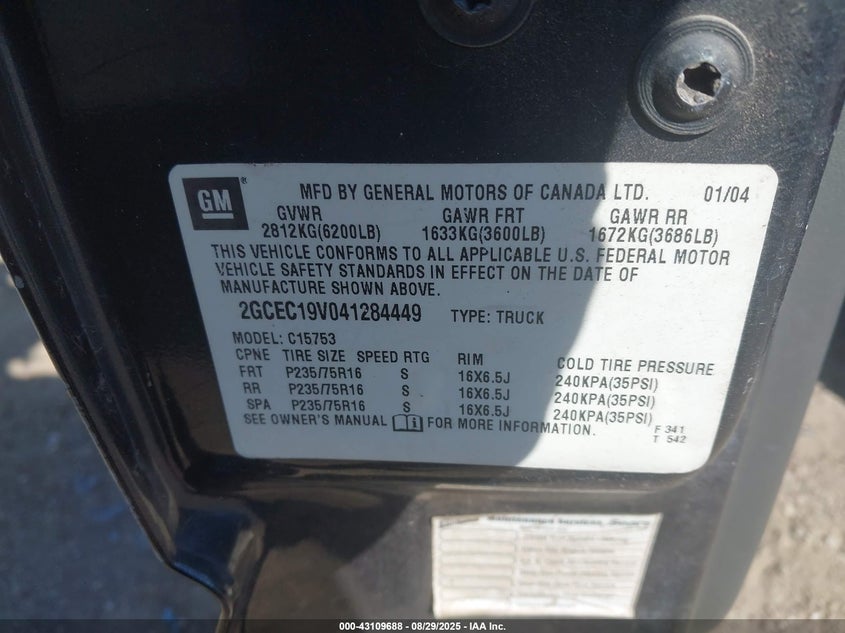 GM ®
MFD BY GENERAL MOTORS OF CANADA LTD. 01/04
GVWR GAWR FRT GAWR RR
2812KG(6200LB) 1633KG(3600LB) 1672KG(3686LB)
THIS VEHICLE CONFORMS TO ALL APPLICABLE U.S. FEDERAL MOTOR
VEHICLE SAFETY STANDARDS IN EFFECT ON THE DATE OF
MANUFACTURE SHOWN ABOVE.
2GCEC19V041284449 TYPE: TRUCK
MODEL: C15753
CPNE TIRE SIZE SPEED RTG RIM COLD TIRE PRESSURE
FRT P235/75R16 S 16X6.5J 240KPA(35PSI)
RR P235/75R16 S 16X6.5J 240KPA(35PSI)
SPA P235/75R16 S 16X6.5J 240KPA(35PSI)
SEE OWNER'S MANUAL FOR MORE INFORMATION.
F 341
T 542
Maintenance Services
000-43109688 - 08/29/2025 - IAA Inc.